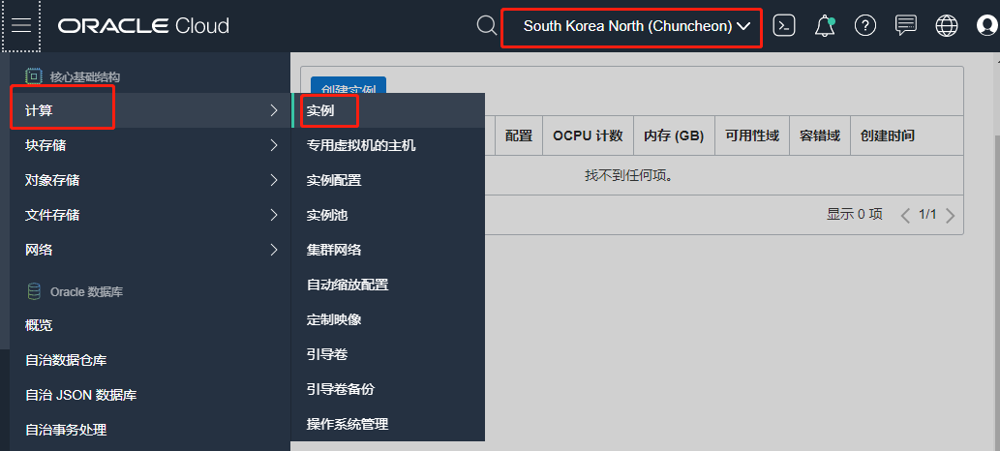 ORACLE Cloud
South Korea North (Chuncheon)
核心基础结构
计算
块存储
对象存储
文件存储
网络
Oracle 数据库
概览
自治数据仓库
自治 JSON 数据库
自治事务处理
实例
专用虚拟机的主机
实例配置
实例池
集群网络
自动缩放配置
定制映像
引导卷
引导卷备份
操作系统管理
创建实例
配置 OCPU 计数 内存 (GB) 可用性域 容错域 创建时间
找不到任何项。
显示 0 项 1/1